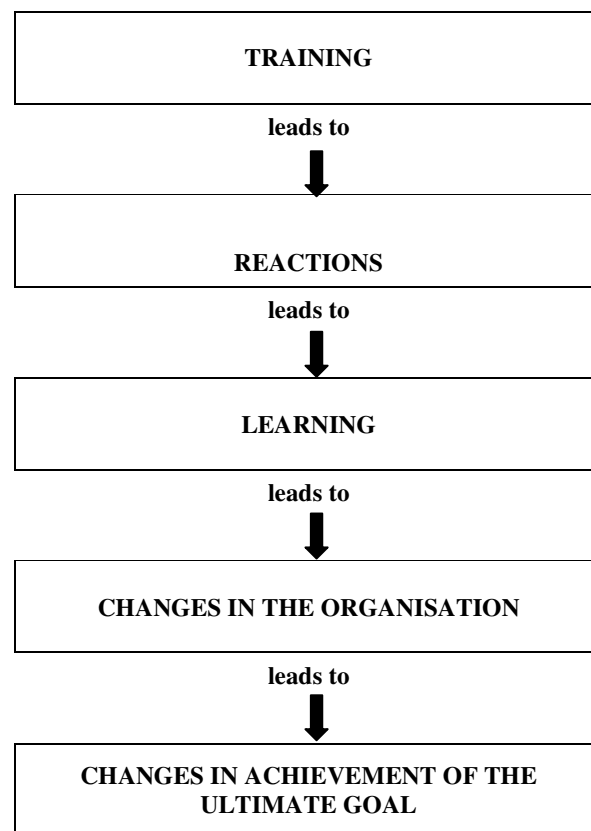 TRAINING
leads to
REACTIONS
leads to
LEARNING
leads to
CHANGES IN THE ORGANISATION
leads to
CHANGES IN ACHIEVEMENT OF THE
ULTIMATE GOAL